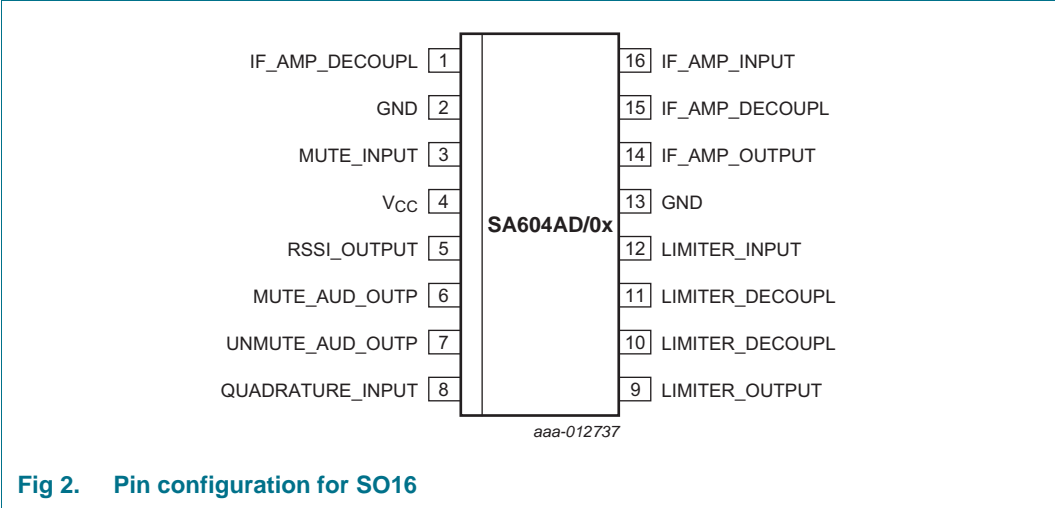 IF_AMP_DECOUPL 1
GND 2
MUTE_INPUT 3
VCC 4
RSSI_OUTPUT 5
MUTE_AUD_OUTP 6
UNMUTE_AUD_OUTP 7
QUADRATURE_INPUT 8
SA604AD/0x
16 IF_AMP_INPUT
15 IF_AMP_DECOUPL
14 IF_AMP_OUTPUT
13 GND
12 LIMITER_INPUT
11 LIMITER_DECOUPL
10 LIMITER_DECOUPL
9 LIMITER_OUTPUT
aaa-012737
Fig 2. Pin configuration for SO16